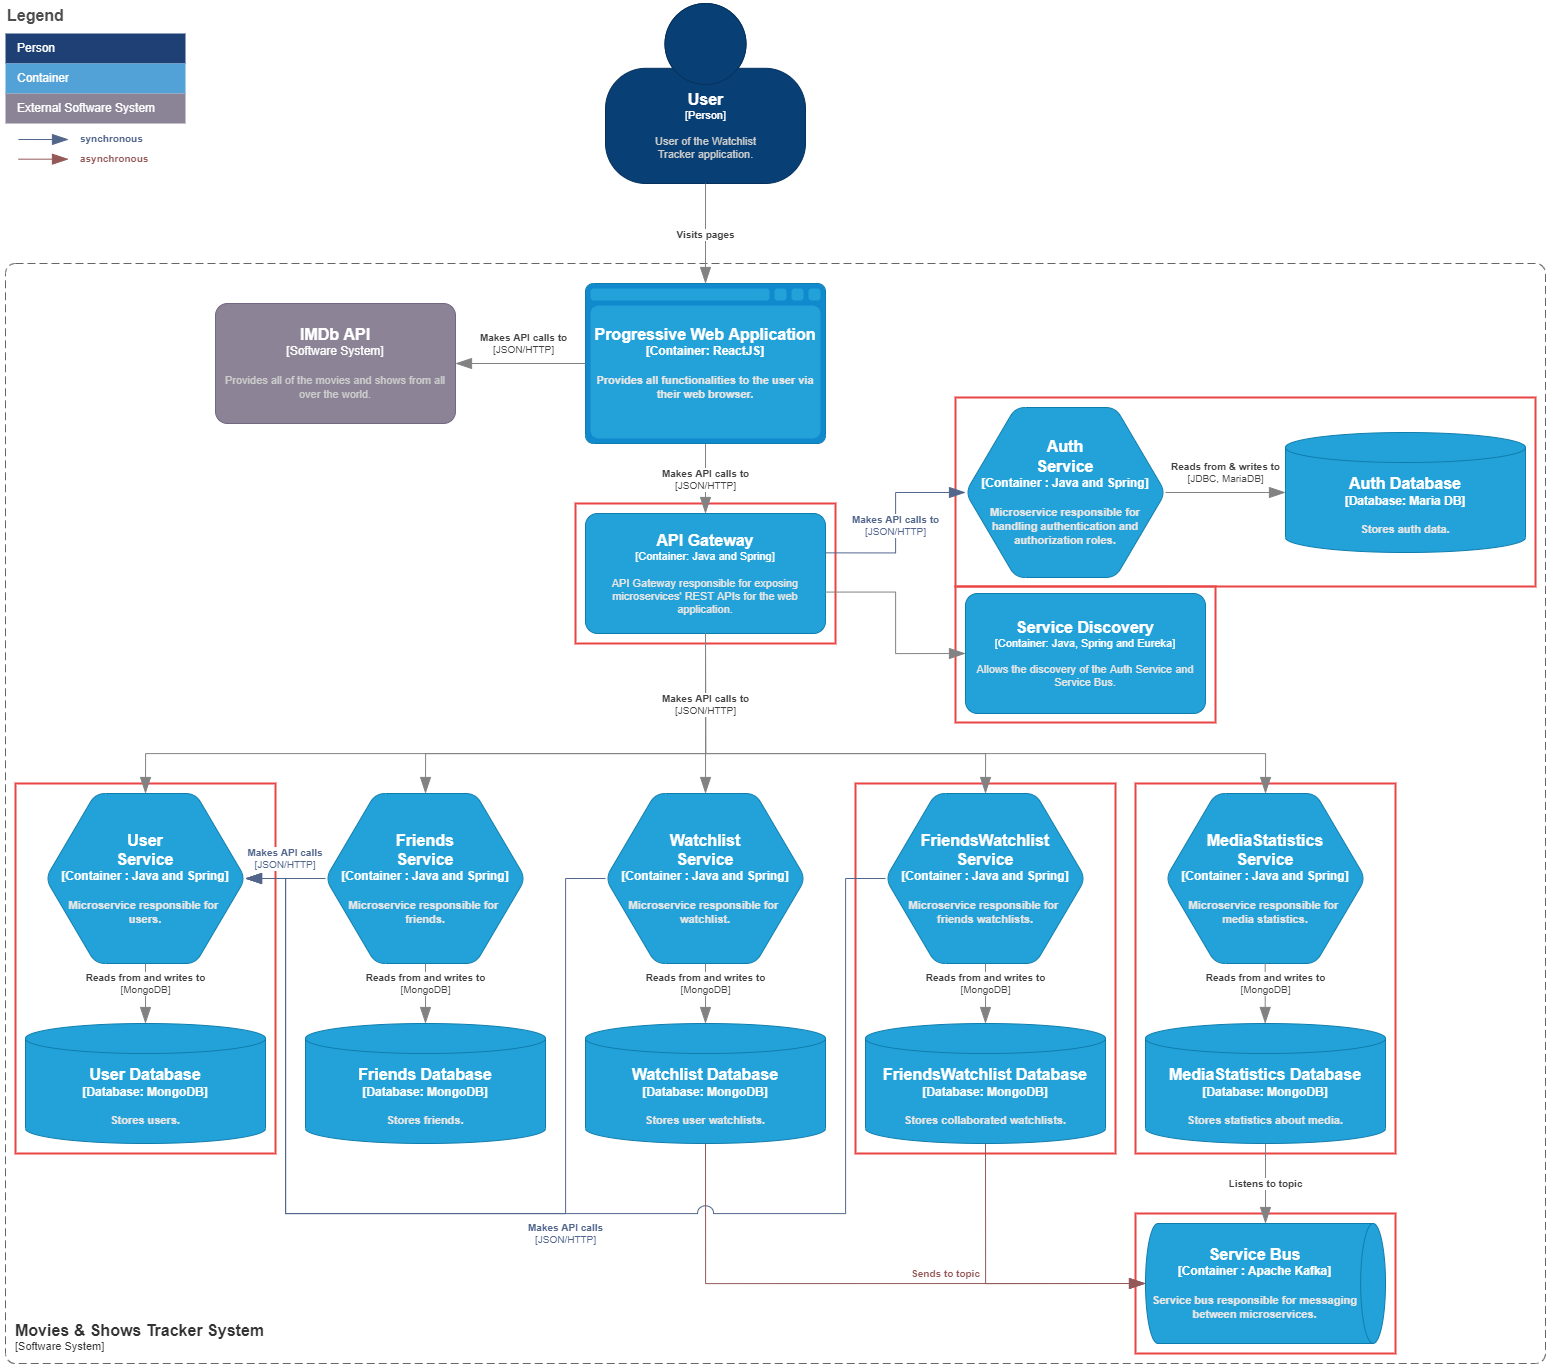 Legend
Person
Container
External Software System
synchronous
asynchronous
User
[Person]
User of the Watchlist
Tracker application.
Visits pages
IMDb API
[Software System]
Provides all of the movies and shows from all
over the world.
Makes API calls to
[JSON/HTTP]
Progressive Web Application
[Container: ReactJS]
Provides all functionalities to the user via
their web browser.
Makes API calls to
[JSON/HTTP]
API Gateway
[Container: Java and Spring]
API Gateway responsible for exposing
microservices' REST APIs for the web
application.
Makes API calls to
[JSON/HTTP]
Auth
Service
[Container : Java and Spring]
Microservice responsible for
handling authentication and
authorization roles.
Reads from & writes to
[JDBC, MariaDB]
Auth Database
[Database: Maria DB]
Stores auth data.
Service Discovery
[Container: Java, Spring and Eureka]
Allows the discovery of the Auth Service and
Service Bus.
Makes API calls to
[JSON/HTTP]
User
Service
[Container : Java and Spring]
Microservice responsible for
users.
Makes API calls
[JSON/HTTP]
Friends
Service
[Container : Java and Spring]
Microservice responsible for
friends.
Watchlist
Service
[Container : Java and Spring]
Microservice responsible for
watchlist.
FriendsWatchlist
Service
[Container : Java and Spring]
Microservice responsible for
friends watchlists.
MediaStatistics
Service
[Container : Java and Spring]
Microservice responsible for
media statistics.
Reads from and writes to
[MongoDB]
Reads from and writes to
[MongoDB]
Reads from and writes to
[MongoDB]
Reads from and writes to
[MongoDB]
Reads from and writes to
[MongoDB]
User Database
[Database: MongoDB]
Stores users.
Friends Database
[Database: MongoDB]
Stores friends.
Watchlist Database
[Database: MongoDB]
Stores user watchlists.
FriendsWatchlist Database
[Database: MongoDB]
Stores collaborated watchlists.
MediaStatistics Database
[Database: MongoDB]
Stores statistics about media.
Listens to topic
Makes API calls
[JSON/HTTP]
Sends to topic
Service Bus
[Container : Apache Kafka]
Service bus responsible for messaging
between microservices.
Movies & Shows Tracker System
[Software System]